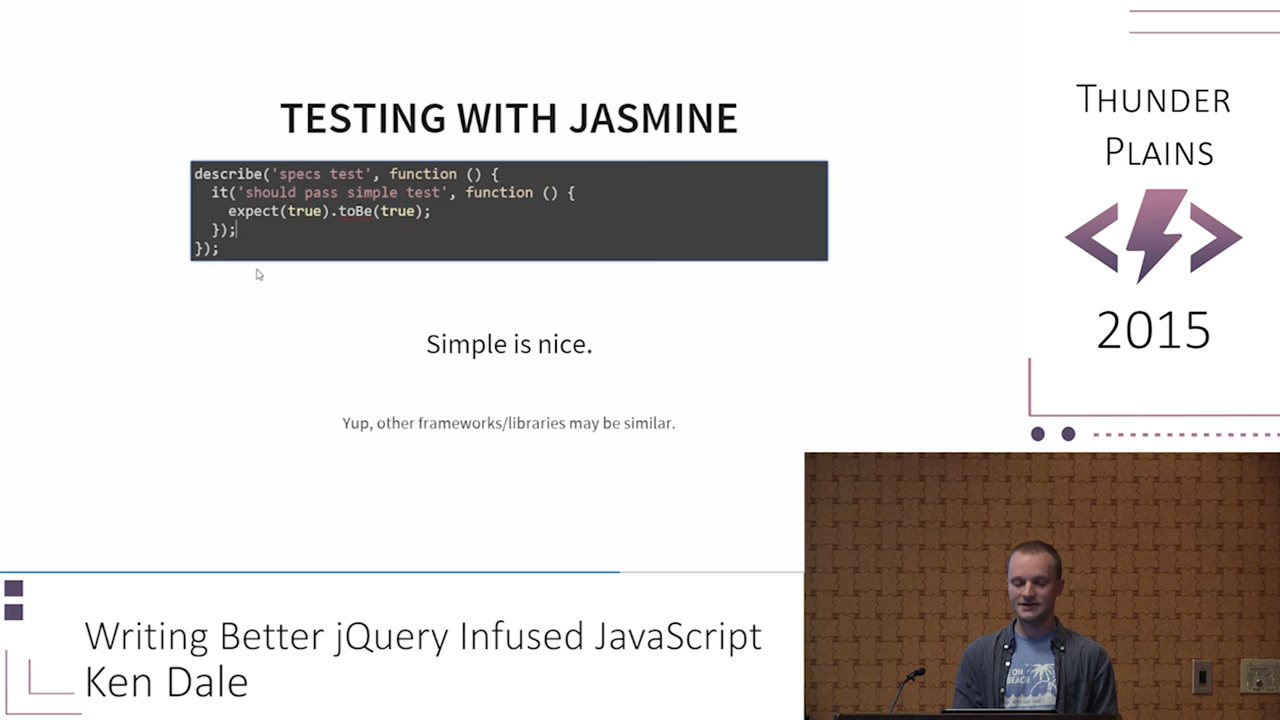 TESTING WITH JASMINE
describe('specs test', function () {
  it('should pass simple test', function () {
    expect(true).toBe(true);
  });
});
Simple is nice.
Yup, other frameworks/libraries may be similar.
THUNDER
PLAINS
2015
Writing Better jQuery Infused JavaScript
Ken Dale
BEACH